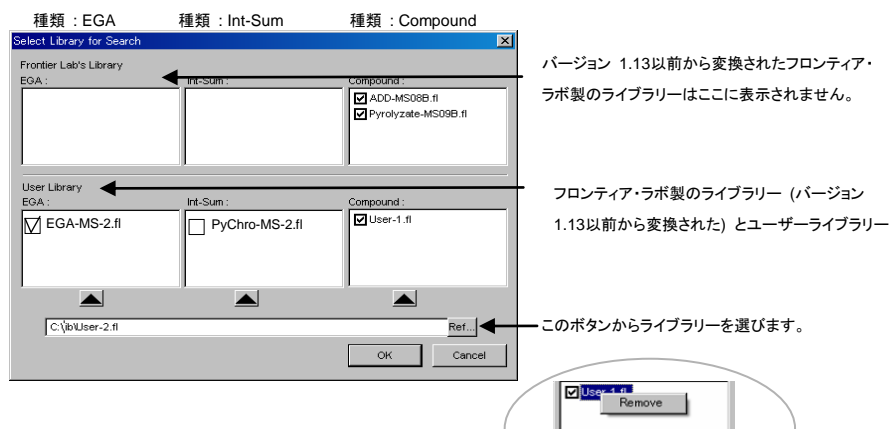 種類 : EGA 種類 : Int-Sum 種類 : Compound
Select Library for Search
Frontier Lab's Library
EGA : Int-Sum : Compound :
ADD-MS08B.fl
Pyrolyzate-MS09B.fl
バージョン 1.13以前から変換されたフロンティア・
ラボ製のライブラリーはここに表示されません。
User Library
EGA : Int-Sum : Compound :
EGA-MS-2.fl PyChro-MS-2.fl User-1.fl
フロンティア・ラボ製のライブラリー (バージョン
1.13以前から変換された) とユーザーライブラリー
C:\ib\User-2.fl Ref...
このボタンからライブラリーを選びます。
OK Cancel
User-1.fl
Remove